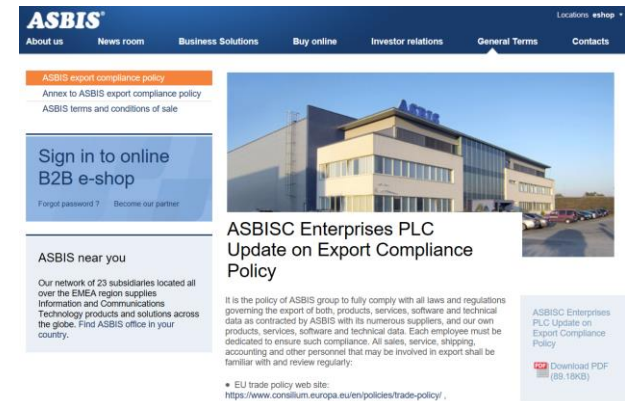 ASBIS®
Locations eshop
About us News room Business Solutions Buy online Investor relations General Terms Contacts
ASBIS export compliance policy
Annex to ASBIS export compliance policy
ASBIS terms and conditions of sale
Sign in to online
B2B e-shop
Forgot password ? Become our partner
ASBIS near you
Our network of 23 subsidiaries located all
over the EMEA region supplies
Information and Communications
Technology products and solutions across
the globe. Find ASBIS office in your
country.
ASBIS
ASBISC Enterprises PLC
Update on Export Compliance
Policy
It is the policy of ASBIS group to fully comply with all laws and regulations
governing the export of both, products, services, software and technical
data as contracted by ASBIS with its numerous suppliers, and our own
products, services, software and technical data. Each employee must be
dedicated to ensure such compliance. All sales, service, shipping,
accounting and other personnel that may be involved in export shall be
familiar with and review regularly:
● EU trade policy web site:
https://www.consilium.europa.eu/en/policies/trade-policy/ ,
ASBISC Enterprises
PLC Update on
Export Compliance
Policy
PDF
Download PDF
(89.18KB)